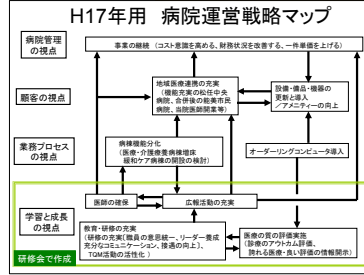 H17年用　病院運営戦略マップ
病院管理
の視点
事業の継続（コスト意識を高める、財務状況を改善する、一件単価を上げる）
顧客の視点
地域医療連携の充実
（機能充実の松任中央
病院、合併後の能美市民
病院、当院医師開業等）
設備・備品・機器の
更新と導入
／アメニティーの向上
業務プロセス
の視点
病棟機能分化
（医療・介護療養病棟増床
緩和ケア病棟の開設の検討）
オーダーリングコンピュータ導入
医師の確保
広報活動の充実
学習と成長
の視点
教育・研修の充実
（研修の充実（職員の意思統一、リーダー養成
充分なコミュニケーション、接遇の向上）、
TQM活動の活性化）
医療の質の評価実施
（診療のアウトカム評価、
誇れる医療・良い評価の情報開示）
研修会で作成